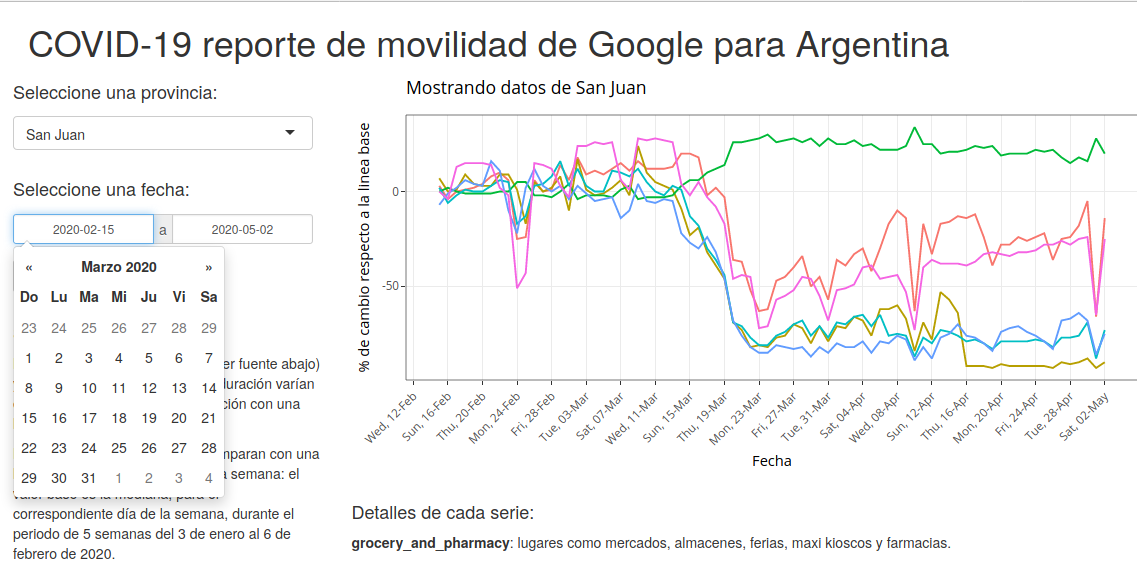 COVID-19 reporte de movilidad de Google para Argentina
Seleccione una provincia:
San Juan
Seleccione una fecha:
2020-02-15 a 2020-05-02
« Marzo 2020 »
Do Lu Ma Mi Ju Vi Sa
23 24 25 26 27 28 29
1 2 3 4 5 6 7
8 9 10 11 12 13 14
15 16 17 18 19 20 21
22 23 24 25 26 27 28
29 30 31 1 2 3 4
er fuente abajo)
duración varían
ción con una
mparan con una
a semana: el
valor base es la mediana, para el
correspondiente día de la semana, durante el
periodo de 5 semanas del 3 de enero al 6 de
febrero de 2020.
Mostrando datos de San Juan
% de cambio respecto a la línea base
0
-50
Wed, 12-Feb
Sun, 16-Feb
Thu, 20-Feb
Mon, 24-Feb
Fri, 28-Feb
Tue, 03-Mar
Sat, 07-Mar
Wed, 11-Mar
Sun, 15-Mar
Thu, 19-Mar
Mon, 23-Mar
Fri, 27-Mar
Tue, 31-Mar
Sat, 04-Apr
Wed, 08-Apr
Sun, 12-Apr
Thu, 16-Apr
Mon, 20-Apr
Fri, 24-Apr
Tue, 28-Apr
Sat, 02-May
Fecha
Detalles de cada serie:
grocery_and_pharmacy: lugares como mercados, almacenes, ferias, maxi kioscos y farmacias.